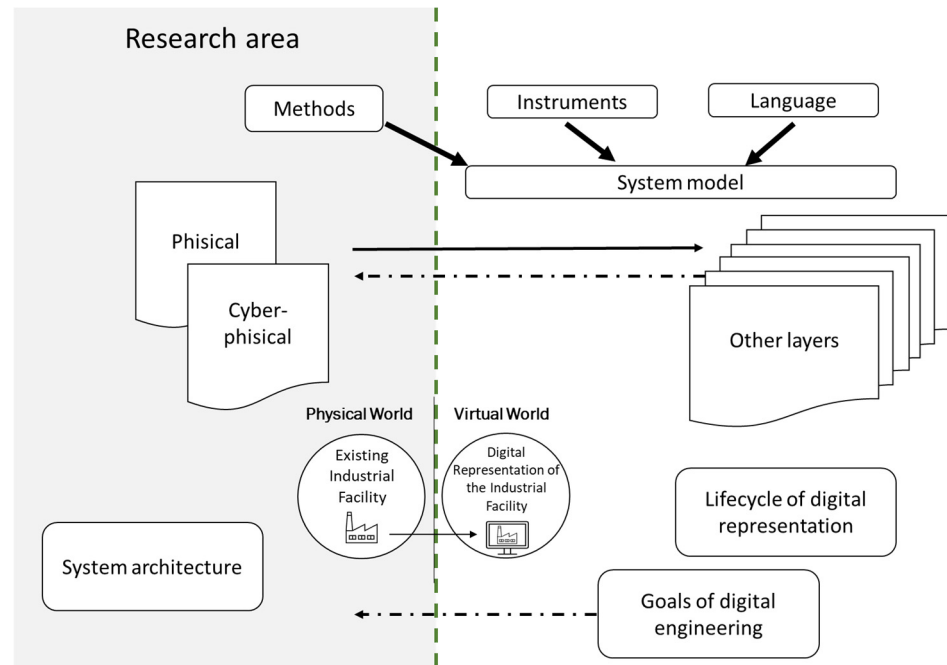 Research area
Methods
Instruments
Language
System model
Phisical
Cyber-
phisical
Other layers
Physical World
Virtual World
Existing
Industrial
Facility
Digital
Representation of
the Industrial
Facility
Lifecycle of digital
representation
System architecture
Goals of digital
engineering